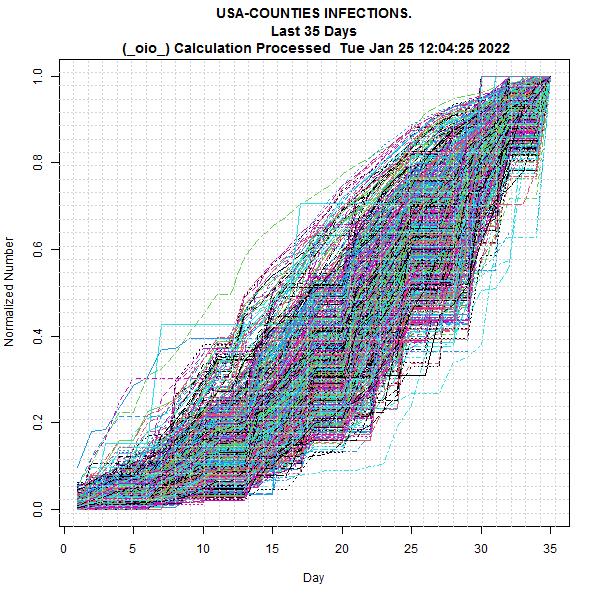 USA-COUNTIES INFECTIONS.
Last 35 Days
(_oio_) Calculation Processed  Tue Jan 25 12:04:25 2022
1.0
0.8
0.6
0.4
0.2
0.0
Normalized Number
0 5 10 15 20 25 30 35
Day